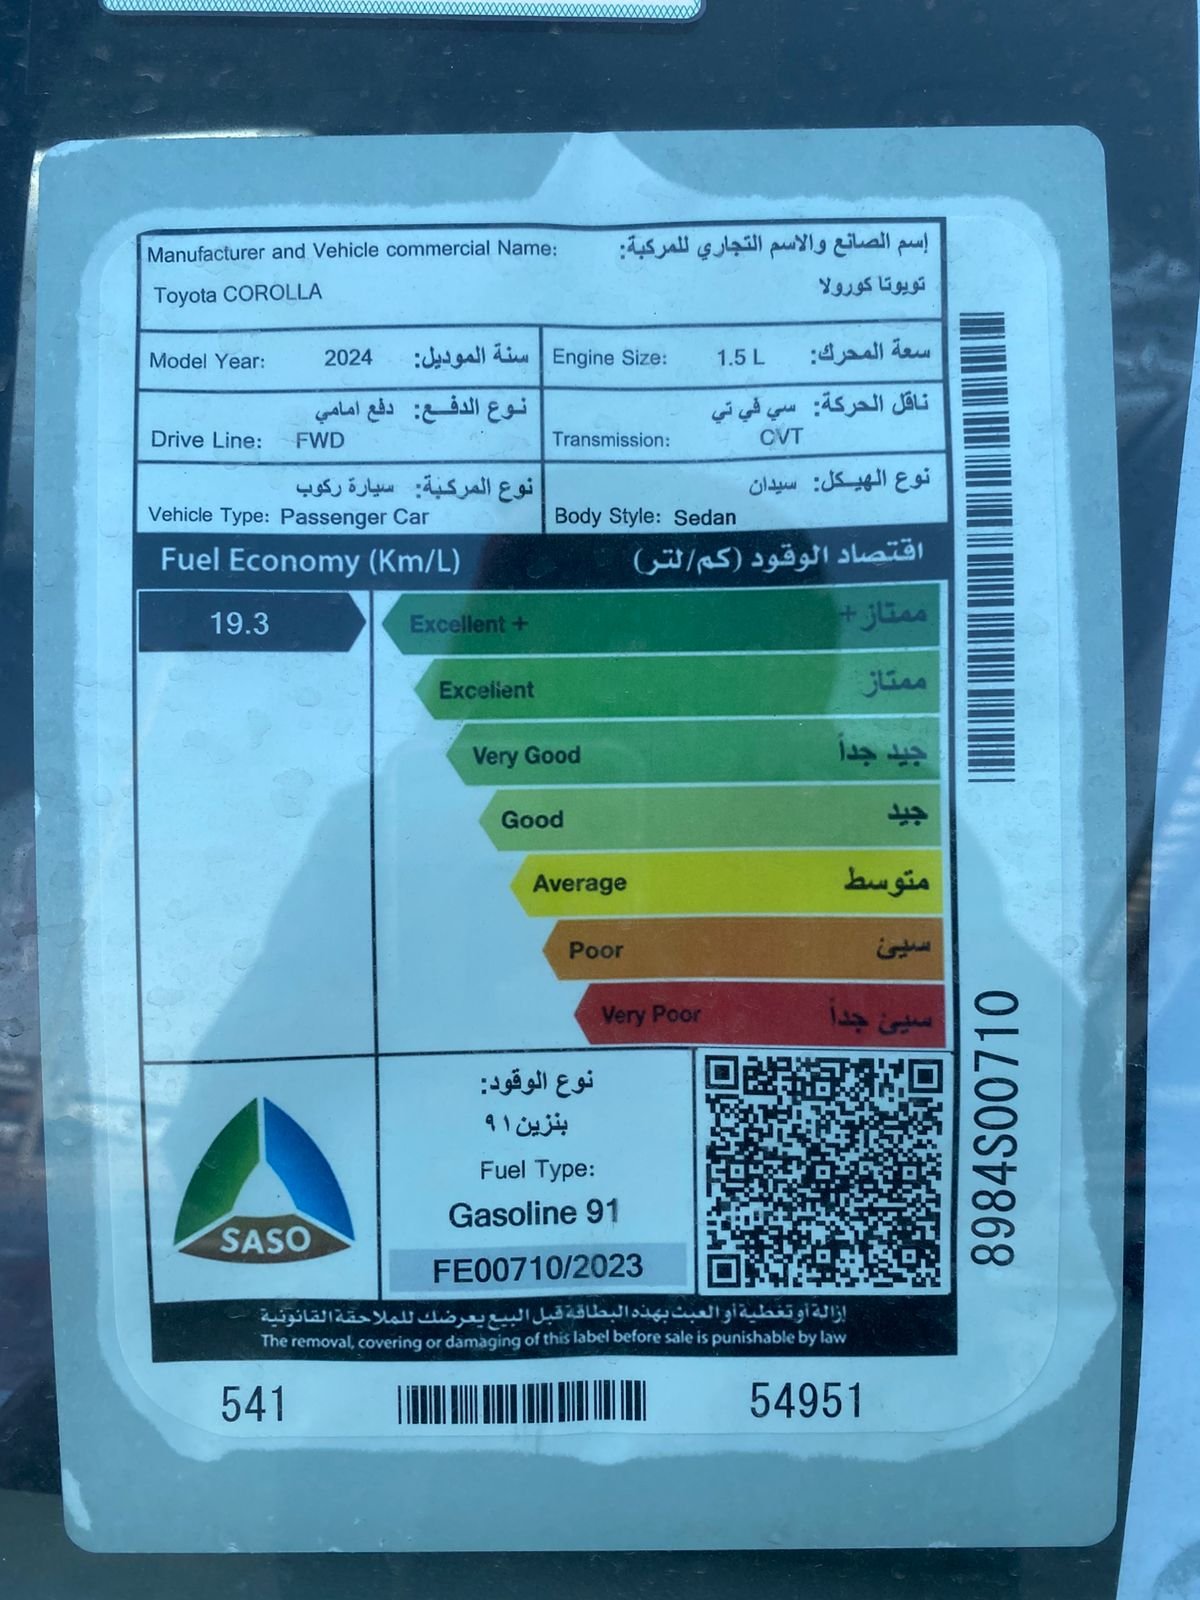 Manufacturer and Vehicle commercial Name: إسم الصانع والاسم التجاري للمركبة:
Toyota COROLLA تويوتا كورولا
Model Year: 2024 سنة الموديل:
Engine Size: 1.5 L سعة المحرك:
نوع الدفع: دفع امامي
Drive Line: FWD
ناقل الحركة: سي في تي
Transmission: CVT
نوع المركبة: سيارة ركوب
Vehicle Type: Passenger Car
نوع الهيكل: سيدان
Body Style: Sedan
Fuel Economy (Km/L) اقتصاد الوقود (كم/لتر)
19.3
Excellent + ممتاز +
Excellent ممتاز
Very Good جيد جداً
Good جيد
Average متوسط
Poor سيئ
Very Poor سيئ جداً
SASO
نوع الوقود:
بنزين ٩١
Fuel Type:
Gasoline 91
FE00710/2023
إزالة أو تغطية أو العبث بهذه البطاقة قبل البيع يعرضك للملاحقة القانونية
The removal, covering or damaging of this label before sale is punishable by law
541 54951
8984S00710